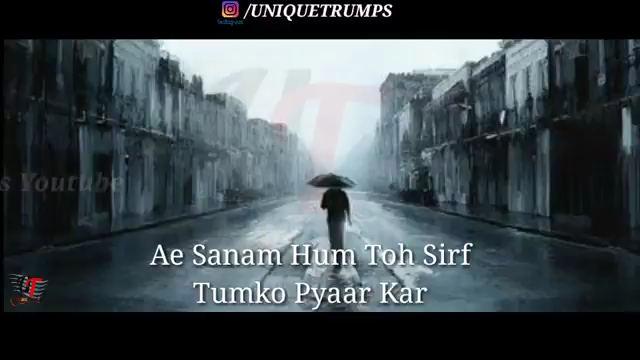 /UNIQUETRUMPS
s Youtube
Ae Sanam Hum Toh Sirf
Tumko Pyaar Kar